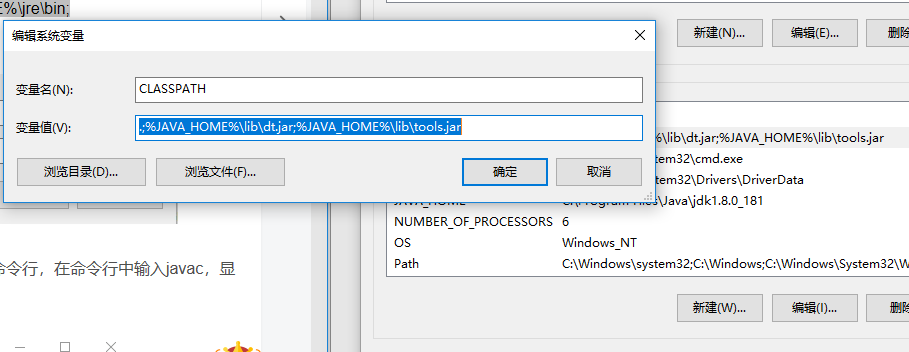 E%\jre\bin;
编辑系统变量
变量名(N):
CLASSPATH
变量值(V):
.;%JAVA_HOME%\lib\dt.jar;%JAVA_HOME%\lib\tools.jar
浏览目录(D)...
浏览文件(F)...
确定
取消
令行，在命令行中输入javac，显
新建(N)...
编辑(E)...
删除
\lib\dt.jar;%JAVA_HOME%\lib\tools.jar
tem32\cmd.exe
tem32\Drivers\DriverData
JAVA_HOME C:\Program Files\Java\jdk1.8.0_181
NUMBER_OF_PROCESSORS 6
OS Windows_NT
Path C:\Windows\system32;C:\Windows;C:\Windows\System32\W
新建(W)...
编辑(I)...
删除